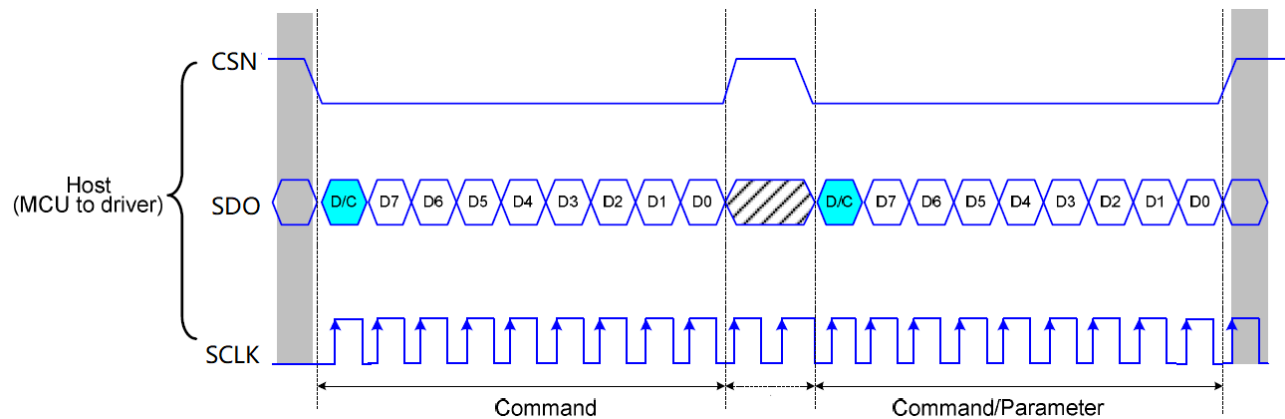 CSN
Host
(MCU to driver)
SDO
D/C D7 D6 D5 D4 D3 D2 D1 D0 D/C D7 D6 D5 D4 D3 D2 D1 D0
SCLK
Command Command/Parameter